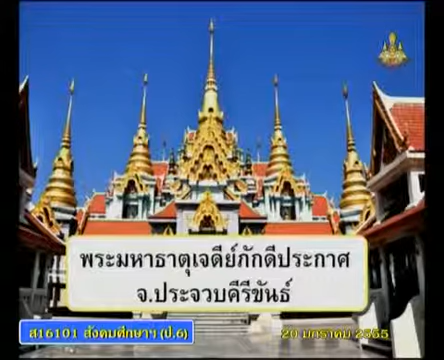 พระมหาธาตุเจดีย์ภักดีประกาศ
จ.ประจวบคีรีขันธ์
ส16101 สังคมศึกษาฯ (ป.6)
20 มกราคม 2555